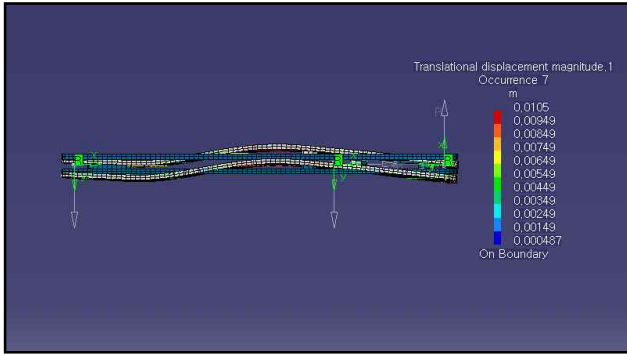 Translational displacement magnitude,1
Occurrence 7
m
0,0105
0,00949
0,00849
0,00749
0,00649
0,00549
0,00449
0,00349
0,00249
0,00149
0,000487
On Boundary